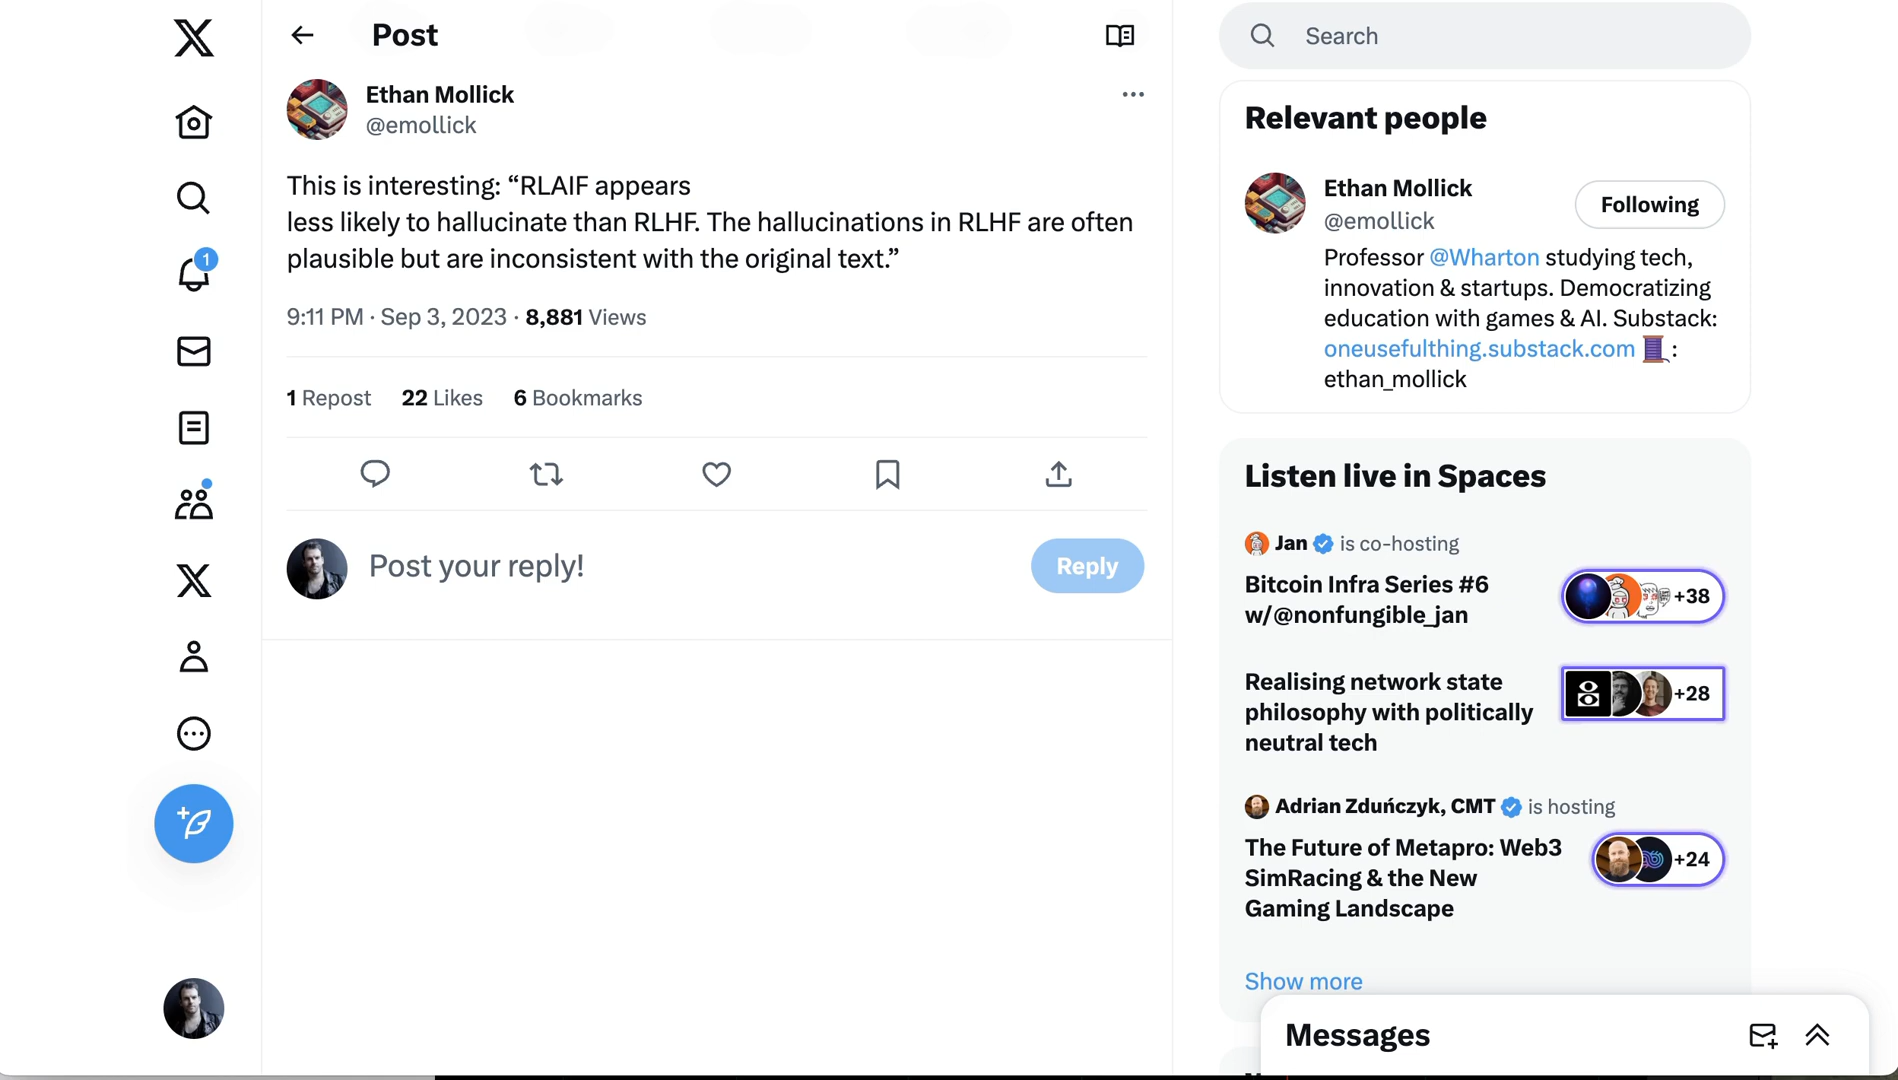 Post
Ethan Mollick
@emollick
This is interesting: “RLAIF appears
less likely to hallucinate than RLHF. The hallucinations in RLHF are often
plausible but are inconsistent with the original text.”
9:11 PM · Sep 3, 2023 · 8,881 Views
1 Repost 22 Likes 6 Bookmarks
Post your reply!
Reply
1
Search
Relevant people
Ethan Mollick
@emollick
Following
Professor @Wharton studying tech,
innovation & startups. Democratizing
education with games & AI. Substack:
oneusefulthing.substack.com 🧵:
ethan_mollick
Listen live in Spaces
Jan is co-hosting
Bitcoin Infra Series #6
w/@nonfungible_jan
+38
Realising network state
philosophy with politically
neutral tech
+28
Adrian Zduńczyk, CMT is hosting
The Future of Metapro: Web3
SimRacing & the New
Gaming Landscape
+24
Show more
Messages